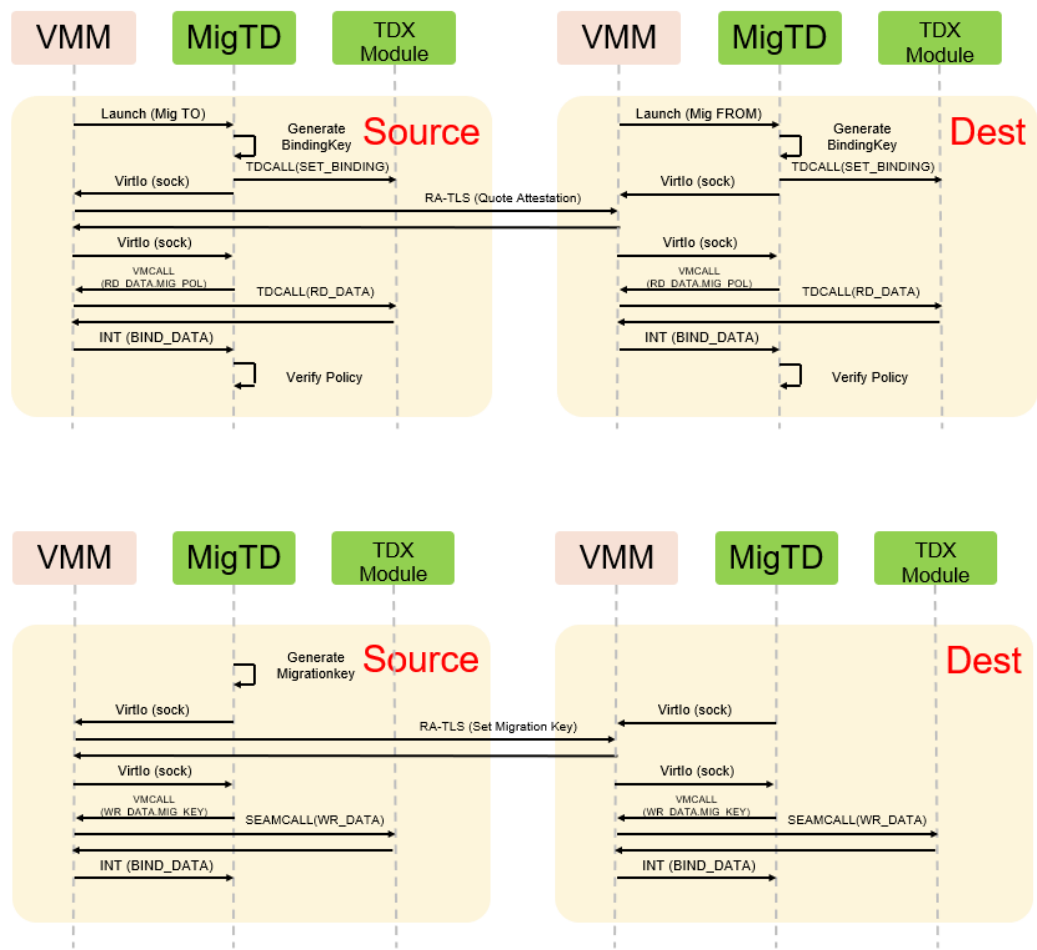 VMM
MigTD
TDX
Module
VMM
MigTD
TDX
Module
Launch (Mig TO)
Source
Launch (Mig FROM)
Dest
Generate
BindingKey
Generate
BindingKey
TDCALL(SET_BINDING)
TDCALL(SET_BINDING)
VirtIo (sock)
VirtIo (sock)
RA-TLS (Quote Attestation)
VirtIo (sock)
VirtIo (sock)
VMCALL
(RD_DATA.MIG_POL)
VMCALL
(RD_DATA.MIG_POL)
TDCALL(RD_DATA)
TDCALL(RD_DATA)
INT (BIND_DATA)
INT (BIND_DATA)
Verify Policy
Verify Policy
VMM
MigTD
TDX
Module
VMM
MigTD
TDX
Module
Generate
Migrationkey
Source
Dest
VirtIo (sock)
VirtIo (sock)
RA-TLS (Set Migration Key)
VirtIo (sock)
VirtIo (sock)
VMCALL
(WR_DATA.MIG_KEY)
VMCALL
(WR_DATA.MIG_KEY)
SEAMCALL(WR_DATA)
SEAMCALL(WR_DATA)
INT (BIND_DATA)
INT (BIND_DATA)